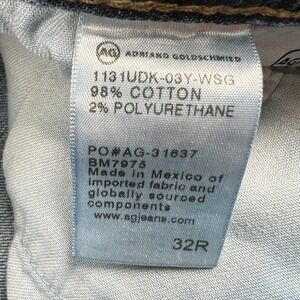 AG ADRIANO GOLDSCHMIED
1131UDK-03Y-WSG
98% COTTON
2% POLYURETHANE
PO#AG-31637
BM7975
Made in Mexico of
imported fabric and
globally sourced
components
www.agjeans.com
32R